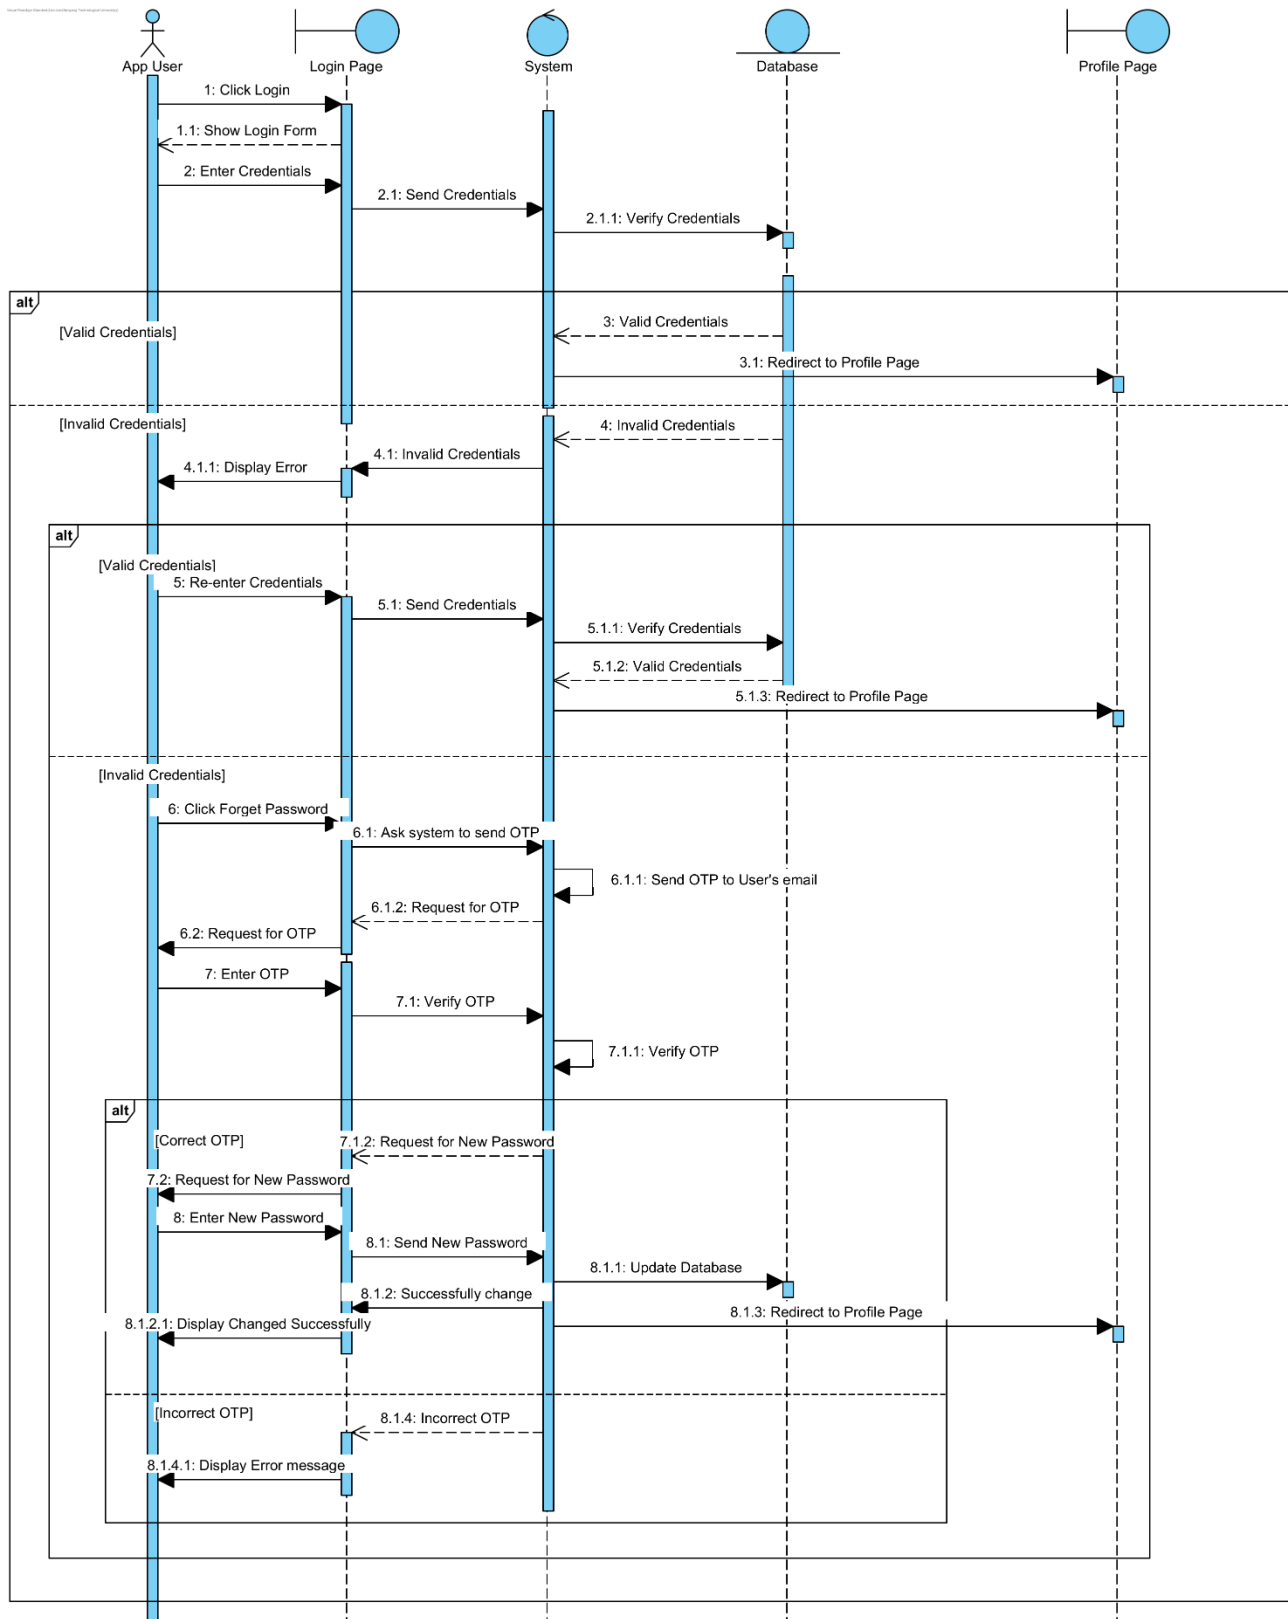 App User
Login Page
System
Database
Profile Page
1: Click Login
1.1: Show Login Form
2: Enter Credentials
2.1: Send Credentials
2.1.1: Verify Credentials
alt
[Valid Credentials]
3: Valid Credentials
3.1: Redirect to Profile Page
[Invalid Credentials]
4: Invalid Credentials
4.1: Invalid Credentials
4.1.1: Display Error
alt
[Valid Credentials]
5: Re-enter Credentials
5.1: Send Credentials
5.1.1: Verify Credentials
5.1.2: Valid Credentials
5.1.3: Redirect to Profile Page
[Invalid Credentials]
6: Click Forget Password
6.1: Ask system to send OTP
6.1.1: Send OTP to User's email
6.1.2: Request for OTP
6.2: Request for OTP
7: Enter OTP
7.1: Verify OTP
7.1.1: Verify OTP
alt
[Correct OTP]
7.1.2: Request for New Password
7.2: Request for New Password
8: Enter New Password
8.1: Send New Password
8.1.1: Update Database
8.1.2: Successfully change
8.1.3: Redirect to Profile Page
8.1.2.1: Display Changed Successfully
[Incorrect OTP]
8.1.4: Incorrect OTP
8.1.4.1: Display Error message